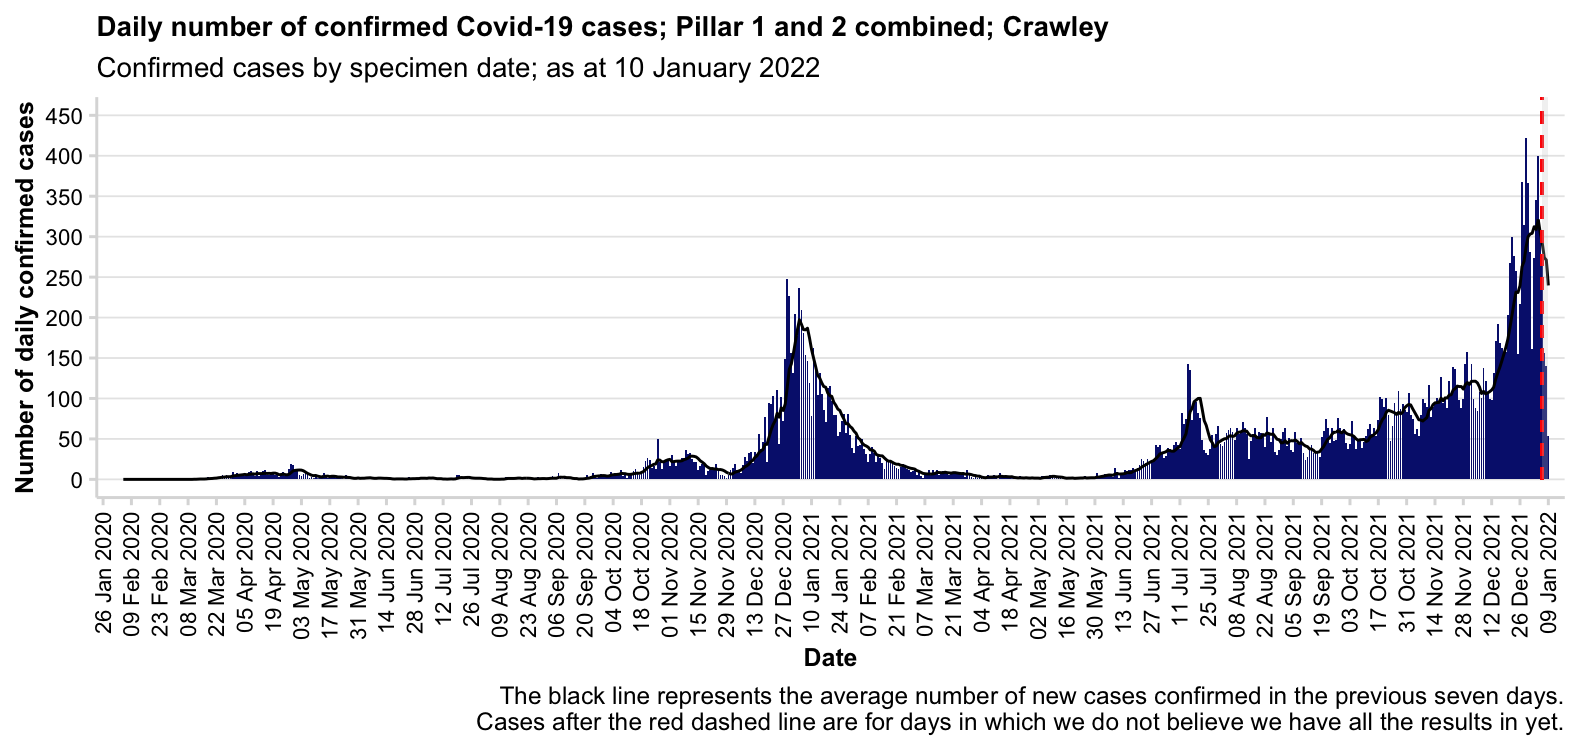 Daily number of confirmed Covid-19 cases; Pillar 1 and 2 combined; Crawley
Confirmed cases by specimen date; as at 10 January 2022
Number of daily confirmed cases
450
400
350
300
250
200
150
100
50
0
26 Jan 2020
09 Feb 2020
23 Feb 2020
08 Mar 2020
22 Mar 2020
05 Apr 2020
19 Apr 2020
03 May 2020
17 May 2020
31 May 2020
14 Jun 2020
28 Jun 2020
12 Jul 2020
26 Jul 2020
09 Aug 2020
23 Aug 2020
06 Sep 2020
20 Sep 2020
04 Oct 2020
18 Oct 2020
01 Nov 2020
15 Nov 2020
29 Nov 2020
13 Dec 2020
27 Dec 2020
10 Jan 2021
24 Jan 2021
07 Feb 2021
21 Feb 2021
07 Mar 2021
21 Mar 2021
04 Apr 2021
18 Apr 2021
02 May 2021
16 May 2021
30 May 2021
13 Jun 2021
27 Jun 2021
11 Jul 2021
25 Jul 2021
08 Aug 2021
22 Aug 2021
05 Sep 2021
19 Sep 2021
03 Oct 2021
17 Oct 2021
31 Oct 2021
14 Nov 2021
28 Nov 2021
12 Dec 2021
26 Dec 2021
09 Jan 2022
Date
The black line represents the average number of new cases confirmed in the previous seven days.
Cases after the red dashed line are for days in which we do not believe we have all the results in yet.